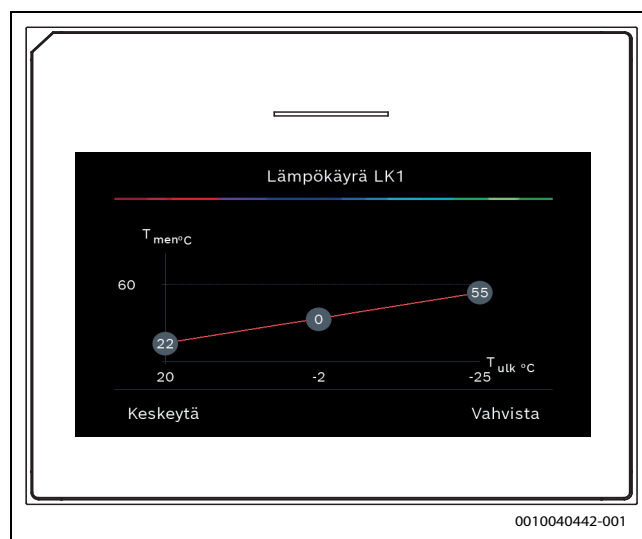 Lämpökäyrä LK1
T men°C
60
55
0
22
T ulk °C
20 -2 -25
Keskeytä Vahvista
0010040442-001